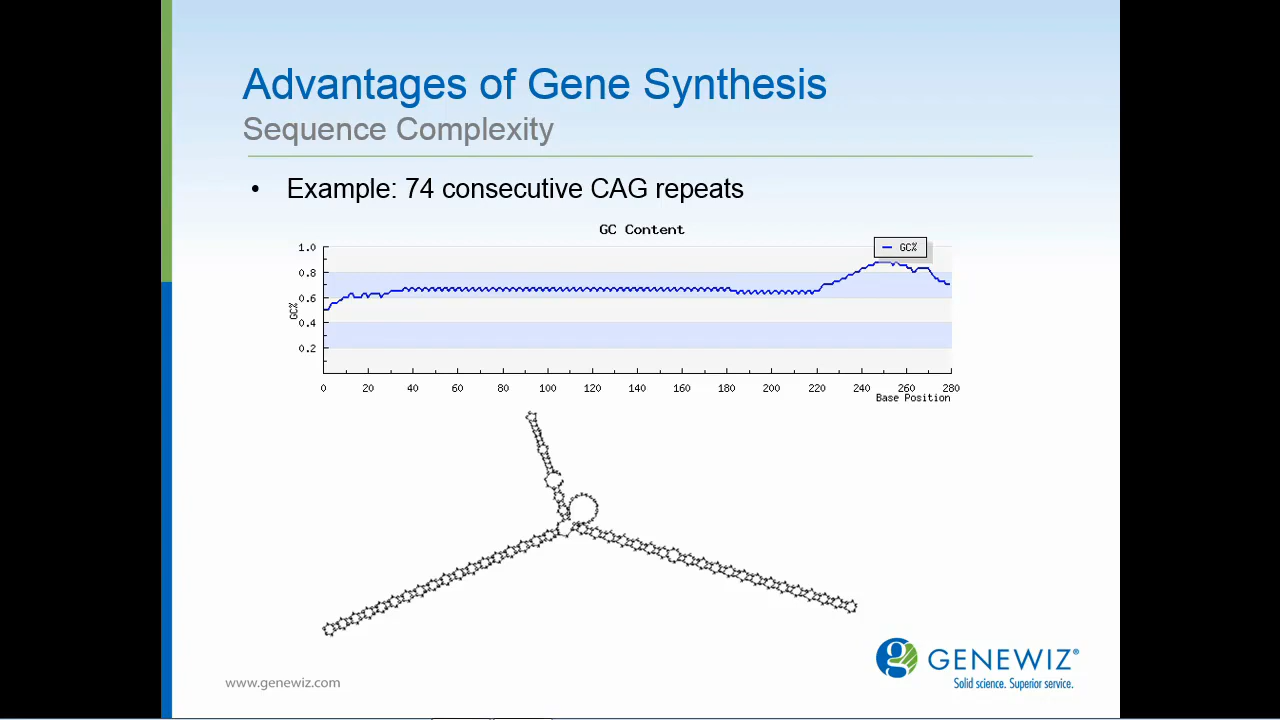 Advantages of Gene Synthesis
Sequence Complexity
• Example: 74 consecutive CAG repeats
GC Content
GC%
1.0
0.8
0.6
0.4
0.2
GC%
0 20 40 60 80 100 120 140 160 180 200 220 240 260 280
Base Position
www.genewiz.com
g GENEWIZ®
Solid science. Superior service.